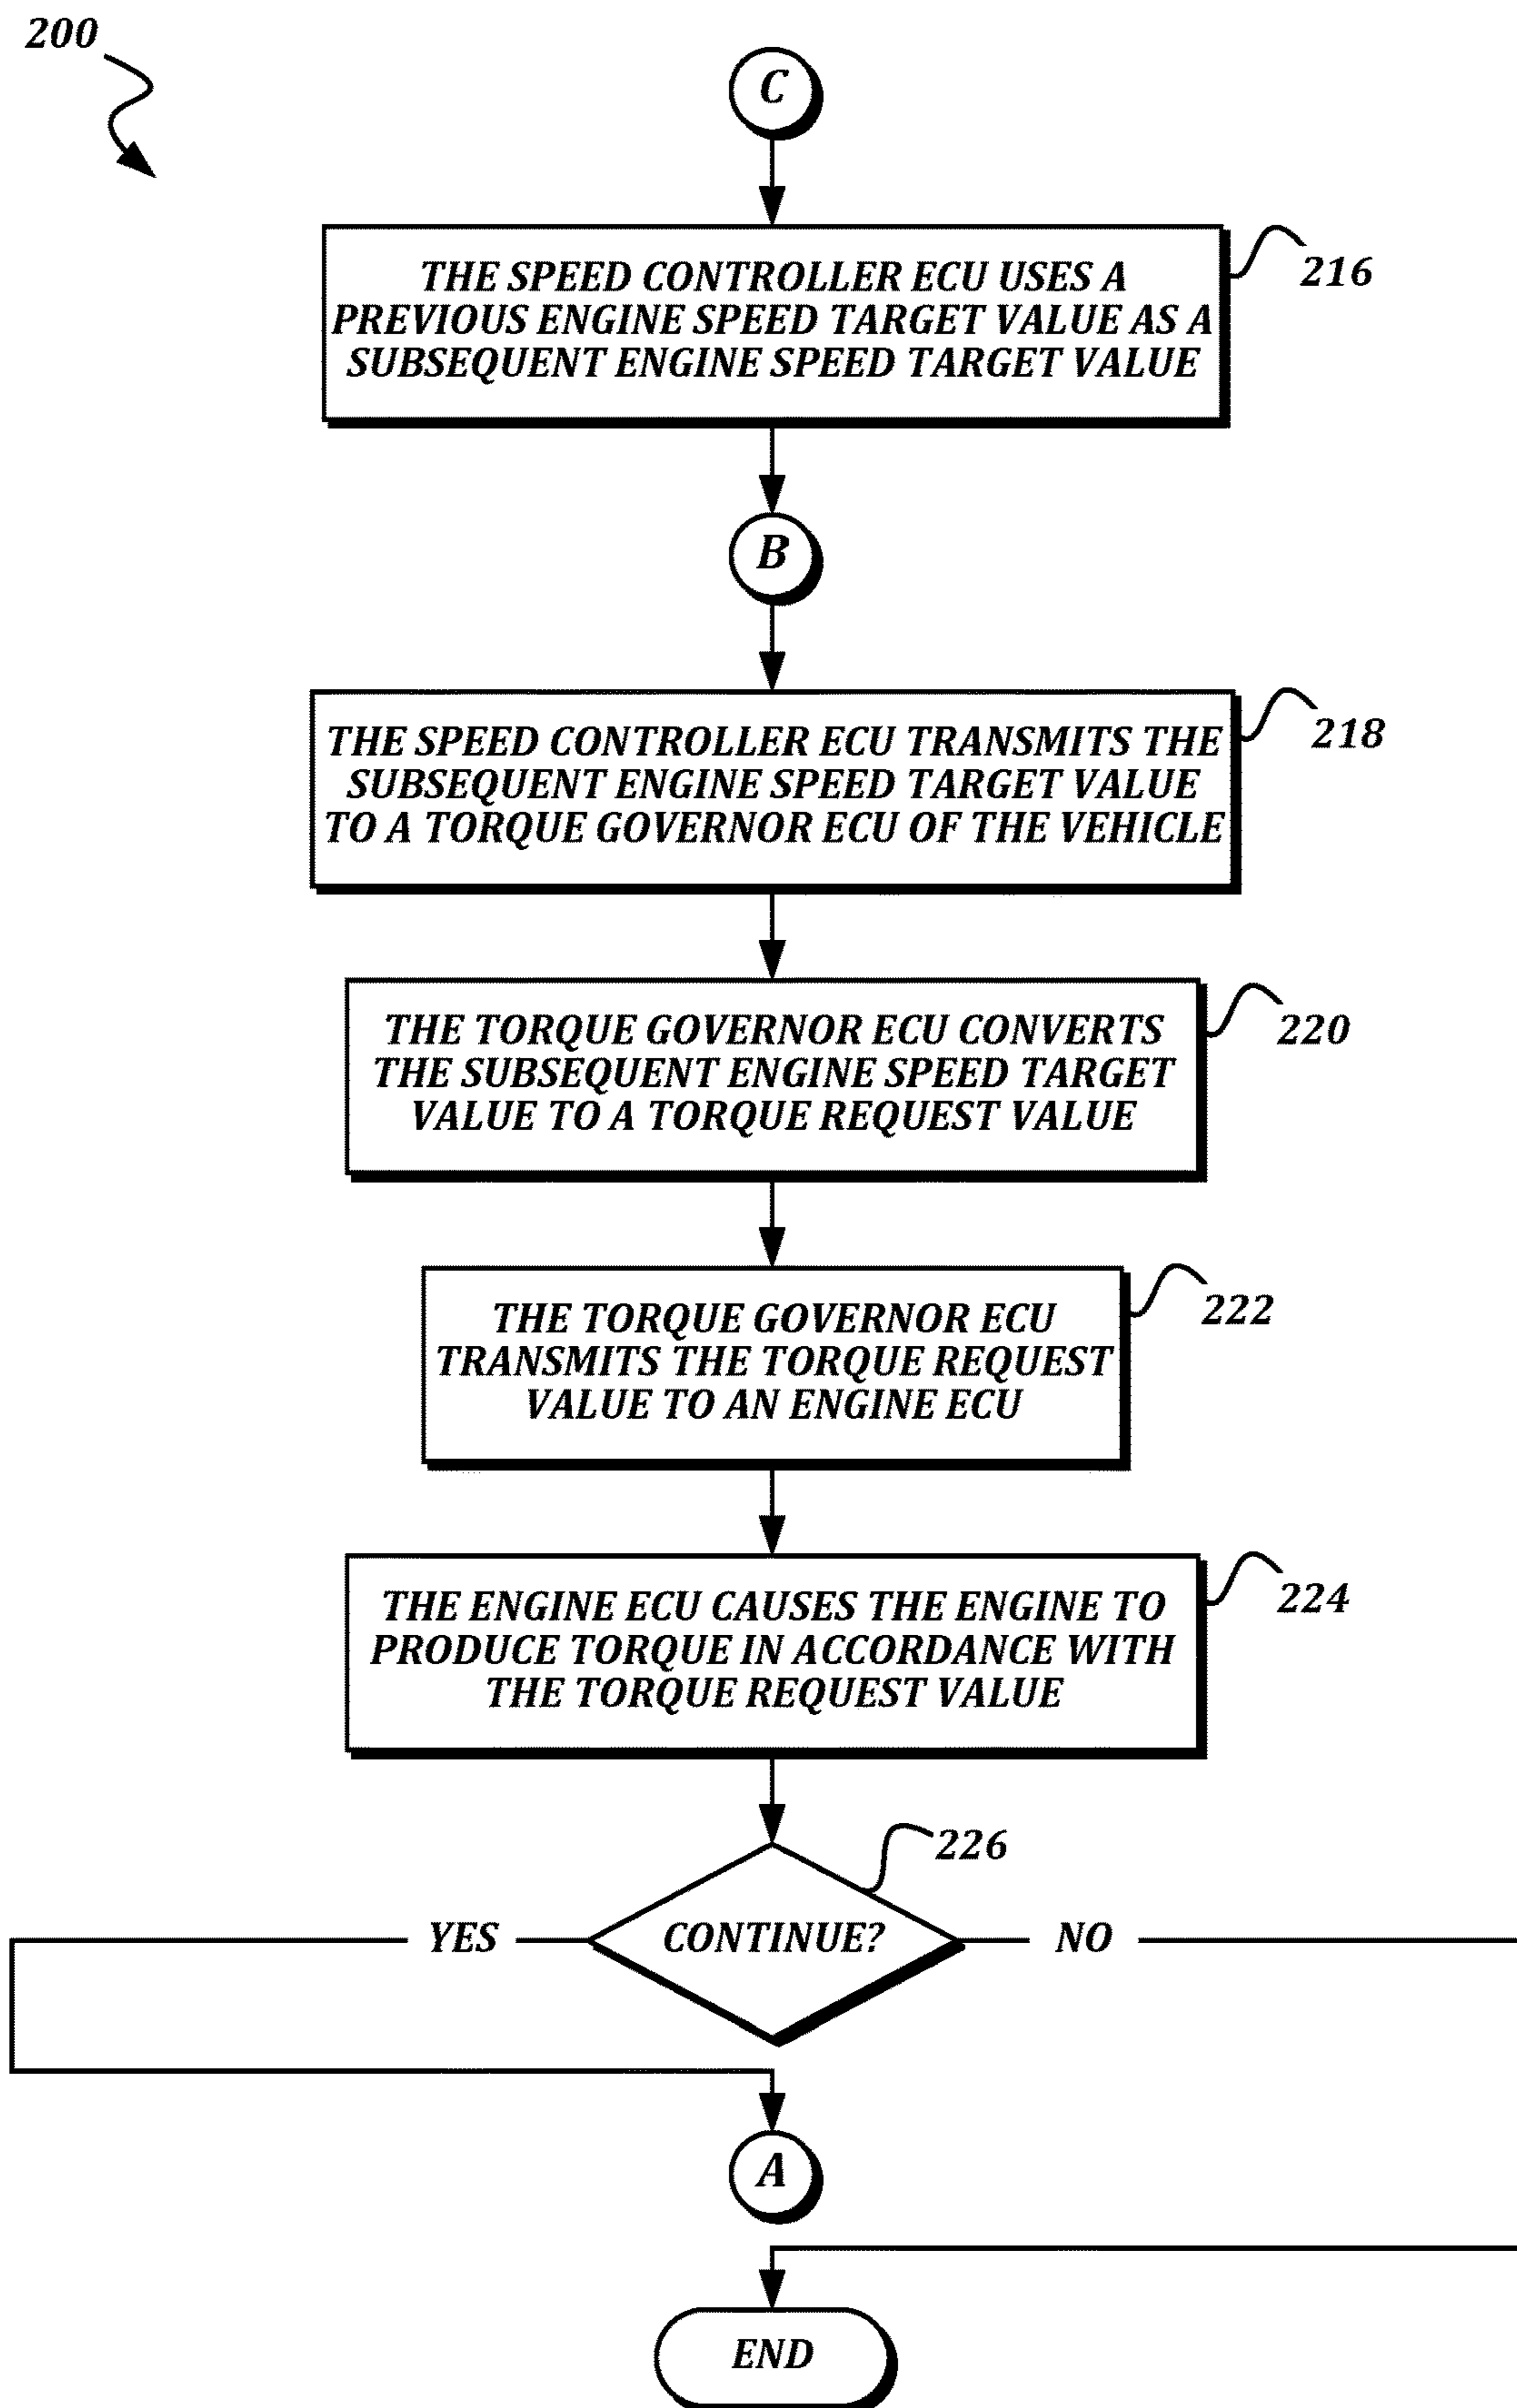 200
C
THE SPEED CONTROLLER ECU USES A
PREVIOUS ENGINE SPEED TARGET VALUE AS A
SUBSEQUENT ENGINE SPEED TARGET VALUE
216
B
THE SPEED CONTROLLER ECU TRANSMITS THE
SUBSEQUENT ENGINE SPEED TARGET VALUE
TO A TORQUE GOVERNOR ECU OF THE VEHICLE
218
THE TORQUE GOVERNOR ECU CONVERTS
THE SUBSEQUENT ENGINE SPEED TARGET
VALUE TO A TORQUE REQUEST VALUE
220
THE TORQUE GOVERNOR ECU
TRANSMITS THE TORQUE REQUEST
VALUE TO AN ENGINE ECU
222
THE ENGINE ECU CAUSES THE ENGINE TO
PRODUCE TORQUE IN ACCORDANCE WITH
THE TORQUE REQUEST VALUE
224
226
YES
CONTINUE?
NO
A
END